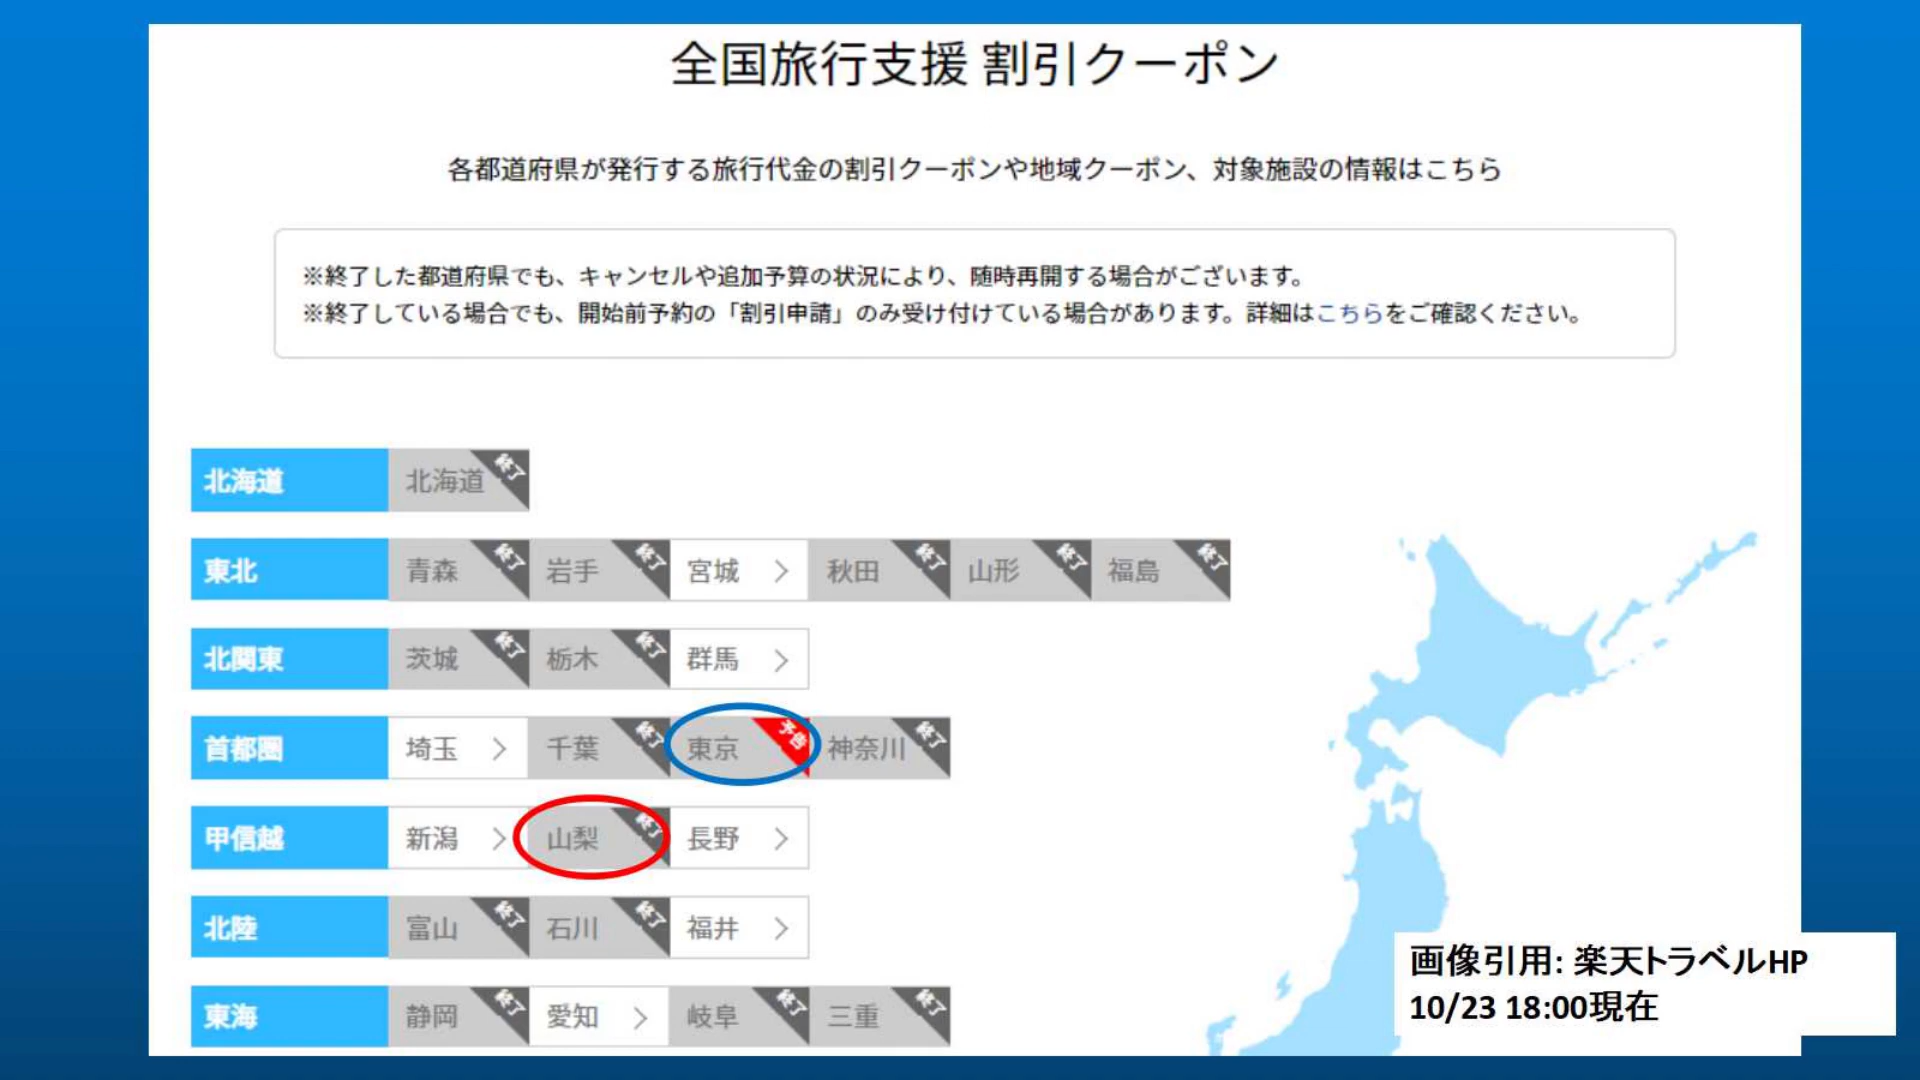 全国旅行支援 割引クーポン
各都道府県が発行する旅行代金の割引クーポンや地域クーポン、対象施設の情報はこちら
※終了した都道府県でも、キャンセルや追加予算の状況により、随時再開する場合がございます。
※終了している場合でも、開始前予約の「割引申請」のみ受け付けている場合があります。詳細はこちらをご確認ください。
北海道 北海道 終了
東北 青森 終了 岩手 終了 宮城 > 秋田 終了 山形 終了 福島 終了
北関東 茨城 終了 栃木 終了 群馬 >
首都圏 埼玉 > 千葉 終了 東京 予告 神奈川 終了
甲信越 新潟 > 山梨 終了 長野 >
北陸 富山 終了 石川 終了 福井 >
東海 静岡 終了 愛知 > 岐阜 終了 三重 終了
画像引用: 楽天トラベルHP
10/23 18:00現在